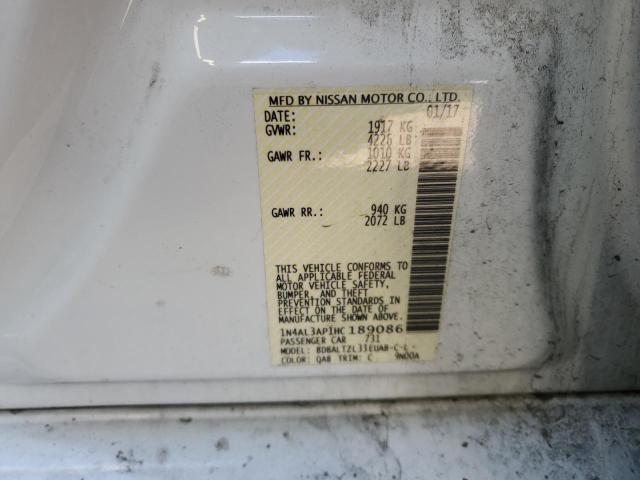 MFD BY NISSAN MOTOR CO., LTD.
DATE: 01/17
GVWR: 1917 KG
4226 LB
GAWR FR.: 1010 KG
2227 LB
GAWR RR.: 940 KG
2072 LB
THIS VEHICLE CONFORMS TO
ALL APPLICABLE FEDERAL
MOTOR VEHICLE SAFETY,
BUMPER, AND THEFT
PREVENTION STANDARDS IN
EFFECT ON THE DATE OF
MANUFACTURE SHOWN ABOVE.
1N4AL3AP1HC189086
PASSENGER CAR 731
MODEL: BDBALTZL33EUAB-C-L-
COLOR: QAB TRIM: C 9N00A